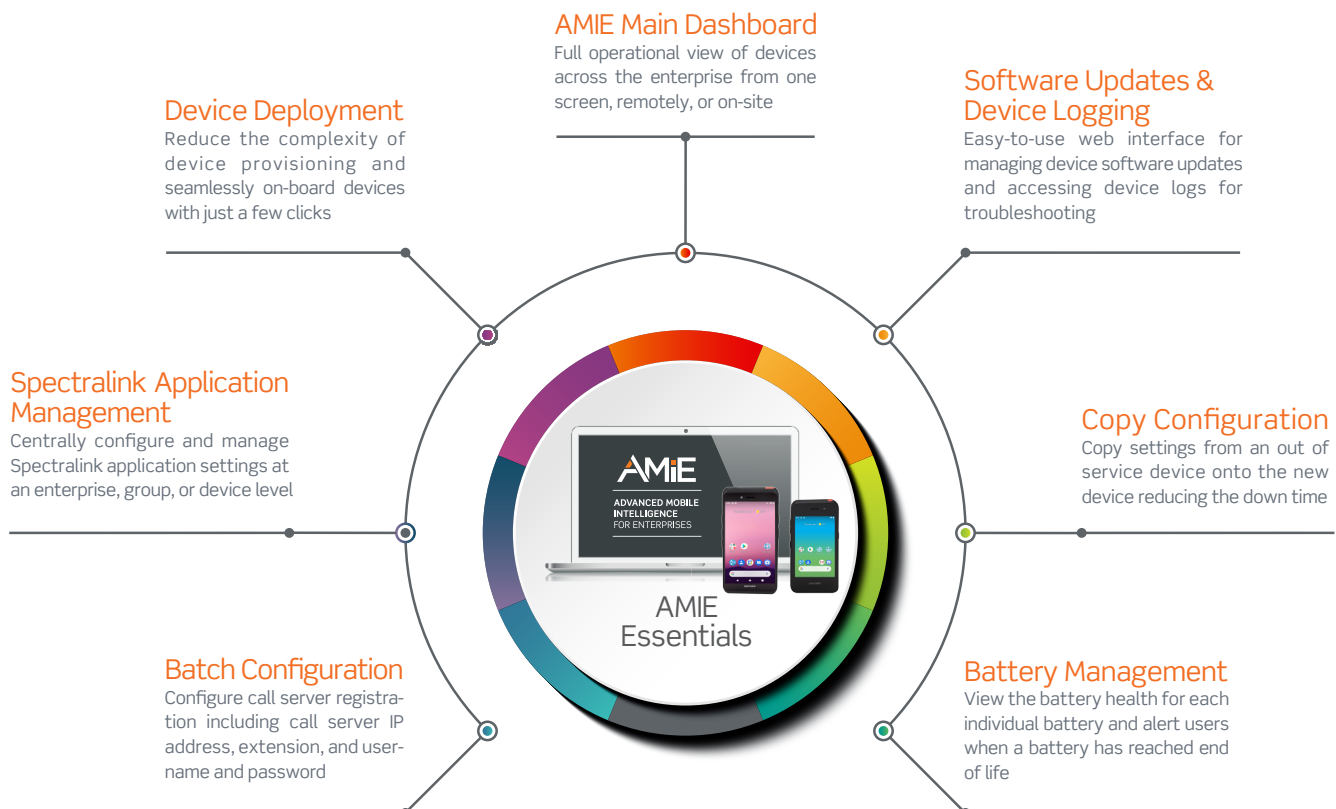 AMIE Main Dashboard
Full operational view of devices
across the enterprise from one
screen, remotely, or on-site
Device Deployment
Reduce the complexity of
device provisioning and
seamlessly on-board devices
with just a few clicks
Software Updates &
Device Logging
Easy-to-use web interface for
managing device software updates
and accessing device logs for
troubleshooting
Spectralink Application
Management
Centrally configure and manage
Spectralink application settings at
an enterprise, group, or device level
Copy Configuration
Copy settings from an out of
service device onto the new
device reducing the down time
AMiE
ADVANCED MOBILE
INTELLIGENCE
FOR ENTERPRISES
AMIE
Essentials
Batch Configuration
Configure call server registra-
tion including call server IP
address, extension, and user-
name and password
Battery Management
View the battery health for each
individual battery and alert users
when a battery has reached end
of life